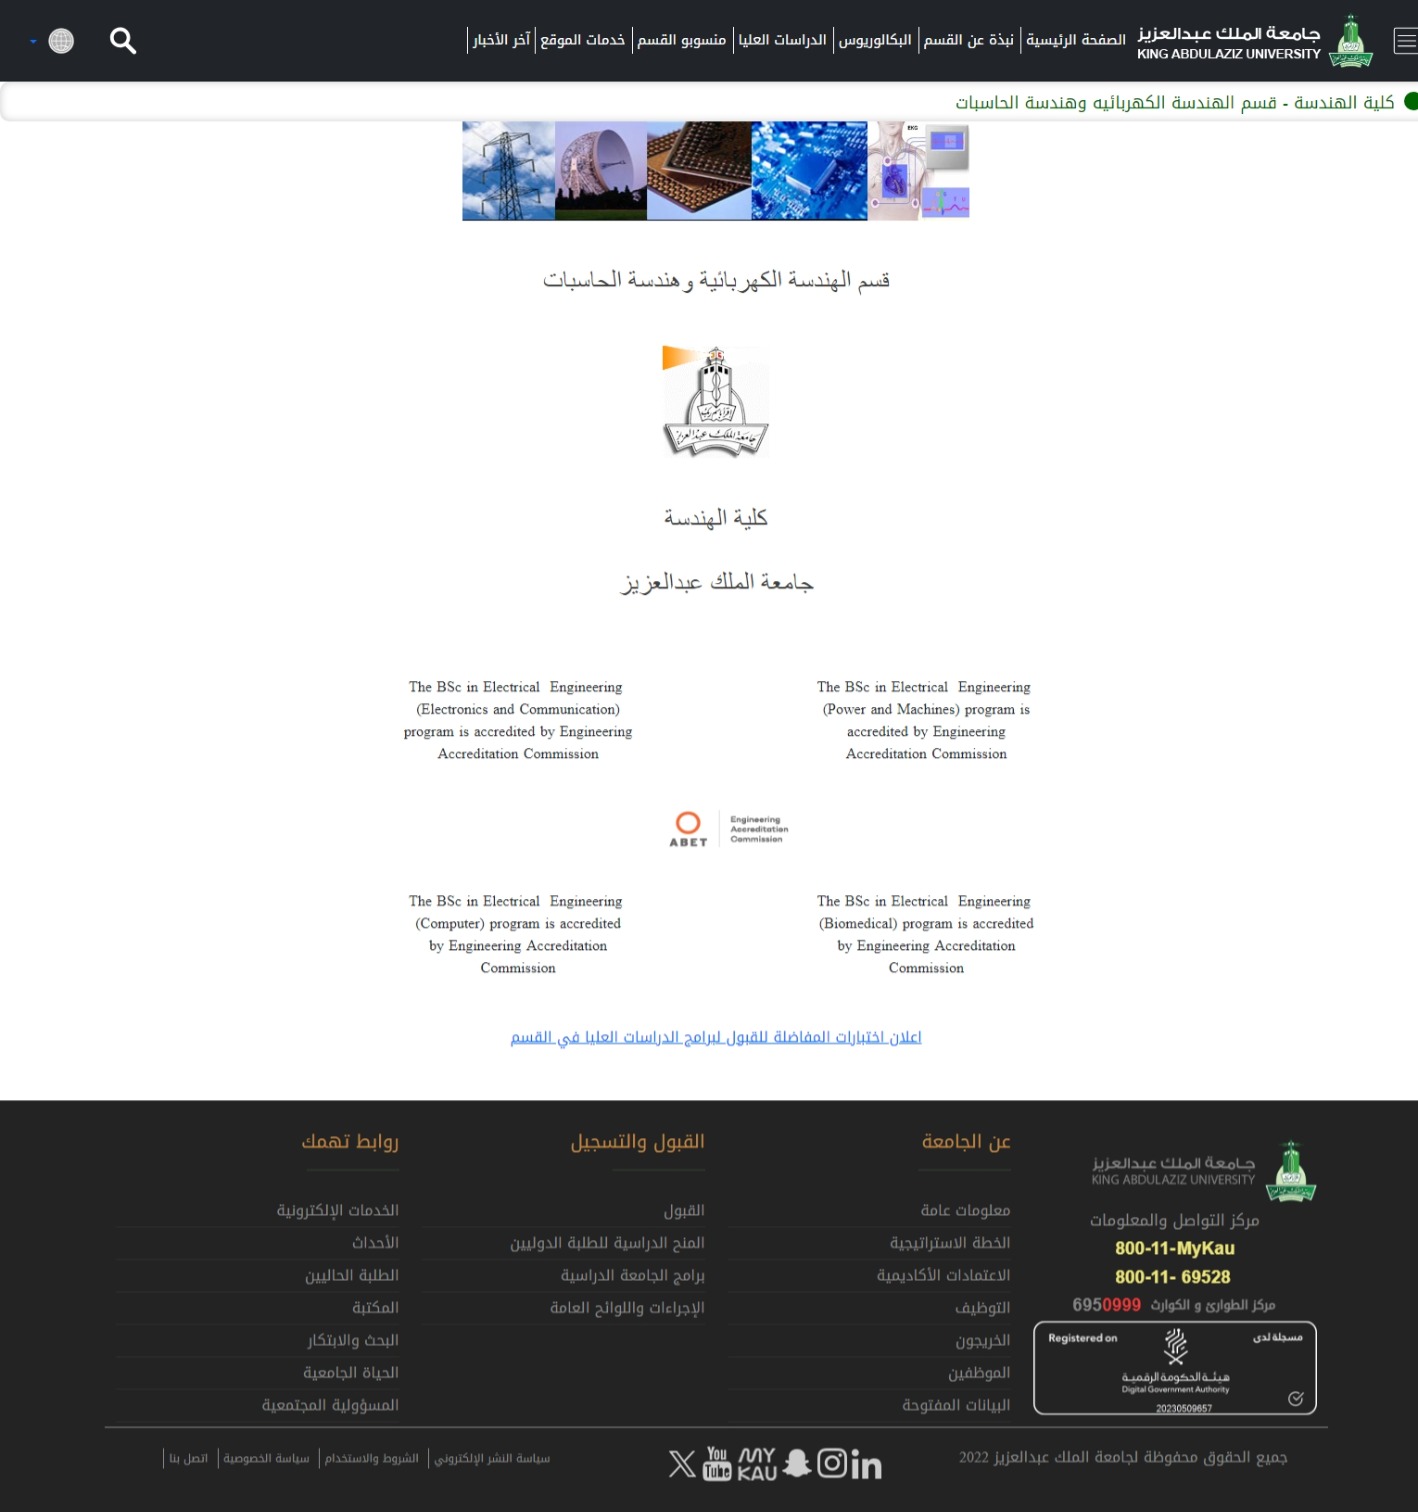 جامعة الملك عبدالعزيز
KING ABDULAZIZ UNIVERSITY
الصفحة الرئيسية
نبذة عن القسم
البكالوريوس
الدراسات العليا
منسوبو القسم
خدمات الموقع
آخر الأخبار
كلية الهندسة - قسم الهندسة الكهربائيه وهندسة الحاسبات
EKG
قسم الهندسة الكهربائية وهندسة الحاسبات
جامعة الملك عبدالعزيز
كلية الهندسة
جامعة الملك عبدالعزيز
The BSc in Electrical Engineering
(Electronics and Communication)
program is accredited by Engineering
Accreditation Commission
The BSc in Electrical Engineering
(Power and Machines) program is
accredited by Engineering
Accreditation Commission
ABET
Engineering
Accreditation
Commission
The BSc in Electrical Engineering
(Computer) program is accredited
by Engineering Accreditation
Commission
The BSc in Electrical Engineering
(Biomedical) program is accredited
by Engineering Accreditation
Commission
اعلان اختبارات المفاضلة للقبول لبرامج الدراسات العليا في القسم
جامعة الملك عبدالعزيز
KING ABDULAZIZ UNIVERSITY
مركز التواصل والمعلومات
800-11-MyKau
800-11- 69528
مركز الطوارئ و الكوارث 6950999
مسجلة لدى
Registered on
هيئة الحكومة الرقمية
Digital Government Authority
20230509657
عن الجامعة
معلومات عامة
الخطة الاستراتيجية
الاعتمادات الأكاديمية
التوظيف
الخريجون
الموظفين
البيانات المفتوحة
القبول والتسجيل
القبول
المنح الدراسية للطلبة الدوليين
برامج الجامعة الدراسية
الإجراءات واللوائح العامة
روابط تهمك
الخدمات الإلكترونية
الأحداث
الطلبة الحاليين
المكتبة
البحث والابتكار
الحياة الجامعية
المسؤولية المجتمعية
جميع الحقوق محفوظة لجامعة الملك عبدالعزيز 2022
in
MY
KAU
You
Tube
X
سياسة النشر الإلكتروني
الشروط والاستخدام
سياسة الخصوصية
اتصل بنا